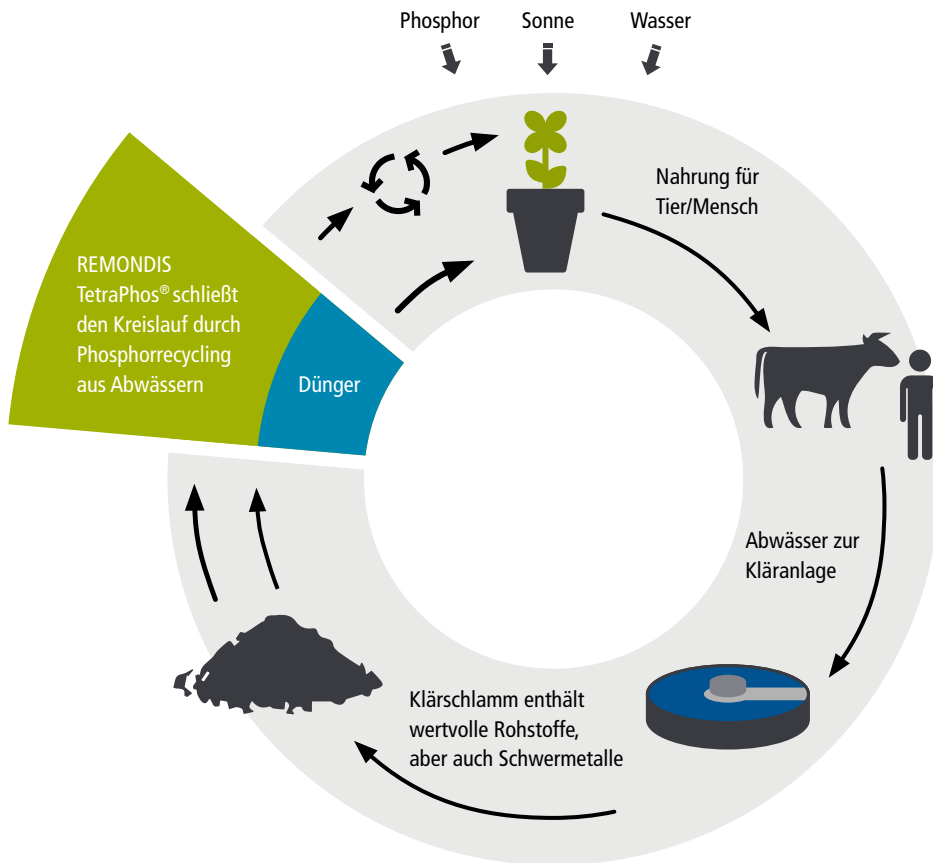 Phosphor
Sonne
Wasser
Nahrung für
Tier/Mensch
REMONDIS
TetraPhos® schließt
den Kreislauf durch
Phosphorrecycling
aus Abwässern
Dünger
Abwässer zur
Kläranlage
Klärschlamm enthält
wertvolle Rohstoffe,
aber auch Schwermetalle